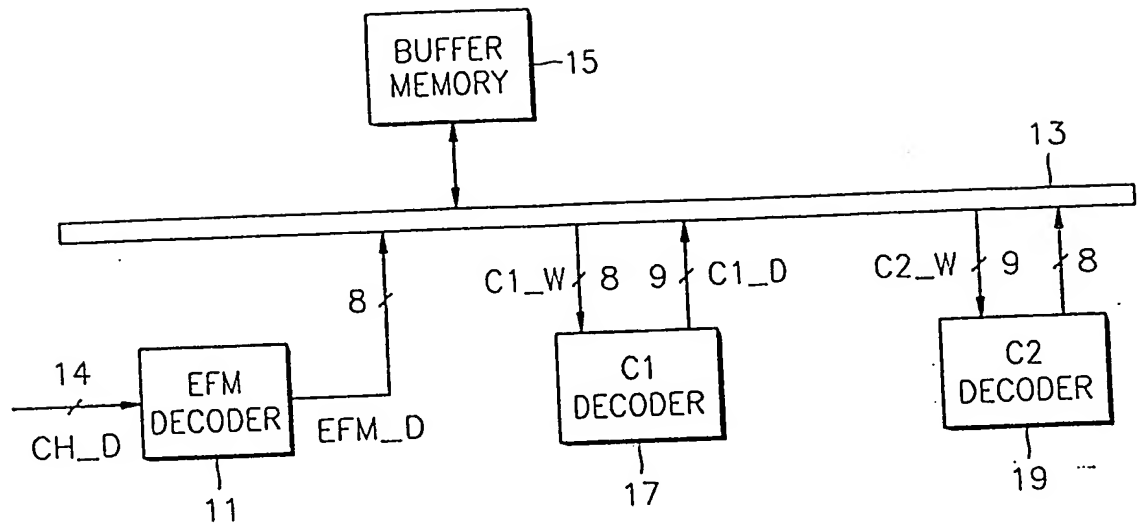 BUFFER
MEMORY
15
13
8
C1_W
8
9
C1_D
C2_W
9
8
14
CH_D
EFM
DECODER
EFM_D
11
C1
DECODER
17
C2
DECODER
19